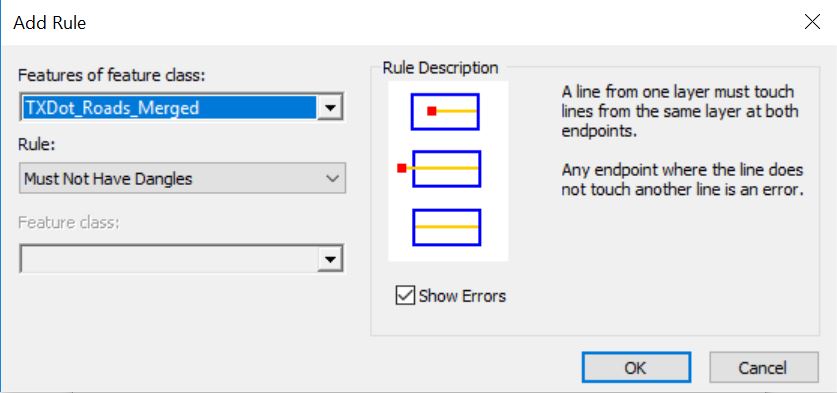 Add Rule
Features of feature class:
TXDot_Roads_Merged
Rule:
Must Not Have Dangles
Feature class:
Rule Description
A line from one layer must touch
lines from the same layer at both
endpoints.
Any endpoint where the line does
not touch another line is an error.
Show Errors
OK
Cancel